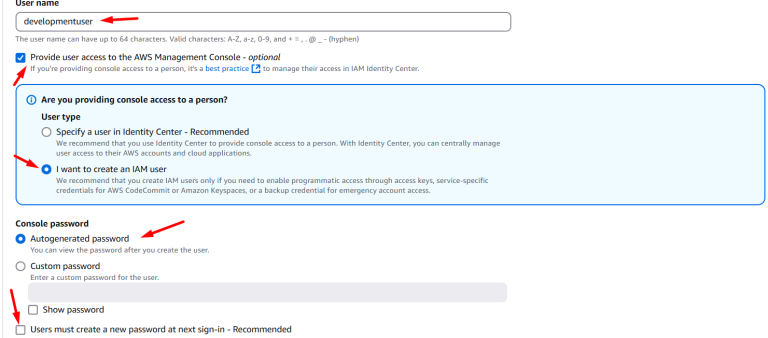 User name
developmentuser
The user name can have up to 64 characters. Valid characters: A-Z, a-z, 0-9, and + = , . @ _ - (hyphen)
Provide user access to the AWS Management Console - optional
If you're providing console access to a person, it's a best practice to manage their access in IAM Identity Center.
Are you providing console access to a person?
User type
Specify a user in Identity Center - Recommended
We recommend that you use Identity Center to provide console access to a person. With Identity Center, you can centrally manage
user access to their AWS accounts and cloud applications.
I want to create an IAM user
We recommend that you create IAM users only if you need to enable programmatic access through access keys, service-specific
credentials for AWS CodeCommit or Amazon Keyspaces, or a backup credential for emergency account access.
Console password
Autogenerated password
You can view the password after you create the user.
Custom password
Enter a custom password for the user.
Show password
Users must create a new password at next sign-in - Recommended